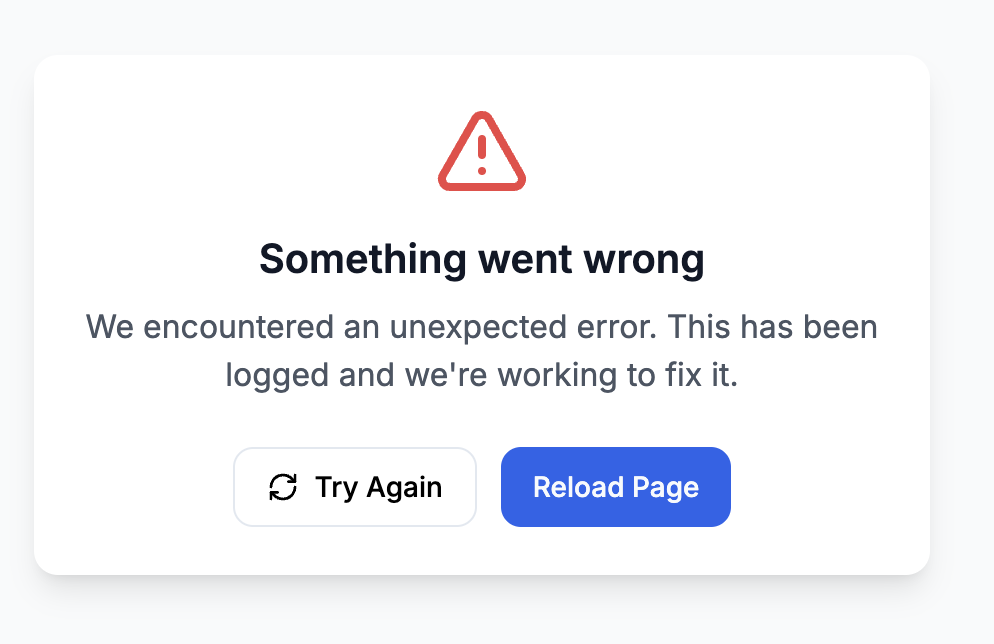 Something went wrong
We encountered an unexpected error. This has been
logged and we're working to fix it.
Try Again
Reload Page